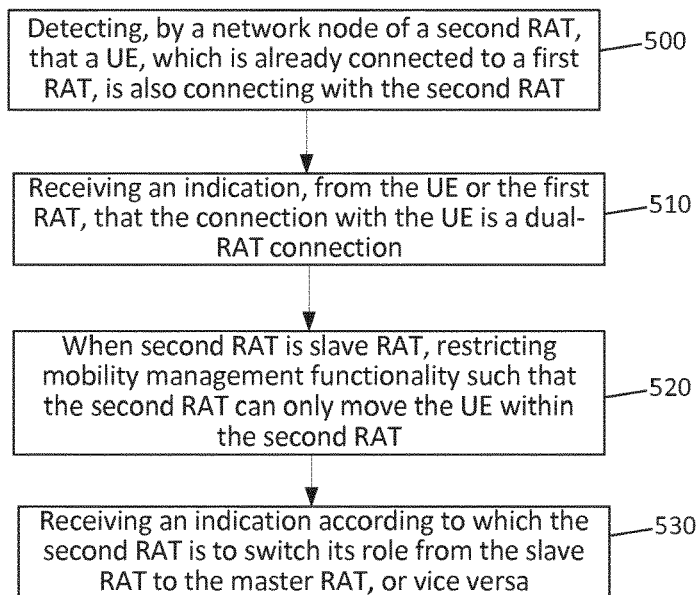 Detecting, by a network node of a second RAT,
that a UE, which is already connected to a first
RAT, is also connecting with the second RAT
500
Receiving an indication, from the UE or the first
RAT, that the connection with the UE is a dual-
RAT connection
510
When second RAT is slave RAT, restricting
mobility management functionality such that
the second RAT can only move the UE within
the second RAT
520
Receiving an indication according to which the
second RAT is to switch its role from the slave
RAT to the master RAT, or vice versa
530